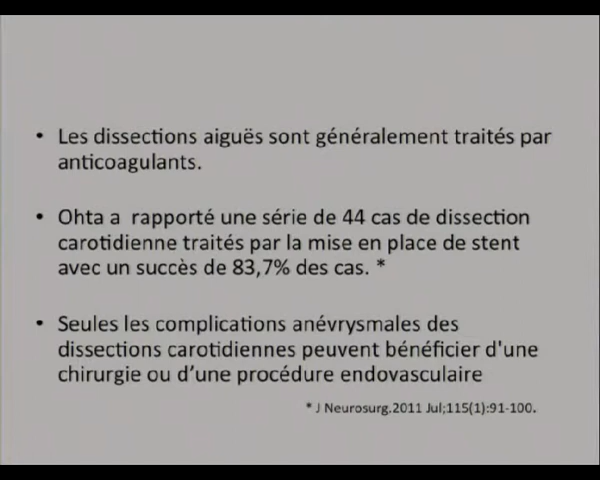 • Les dissections aiguës sont généralement traités par
anticoagulants.
• Ohta a rapporté une série de 44 cas de dissection
carotidienne traités par la mise en place de stent
avec un succès de 83,7% des cas. *
• Seules les complications anévrysmales des
dissections carotidiennes peuvent bénéficier d'une
chirurgie ou d’une procédure endovasculaire
* J Neurosurg.2011 Jul;115(1):91-100.